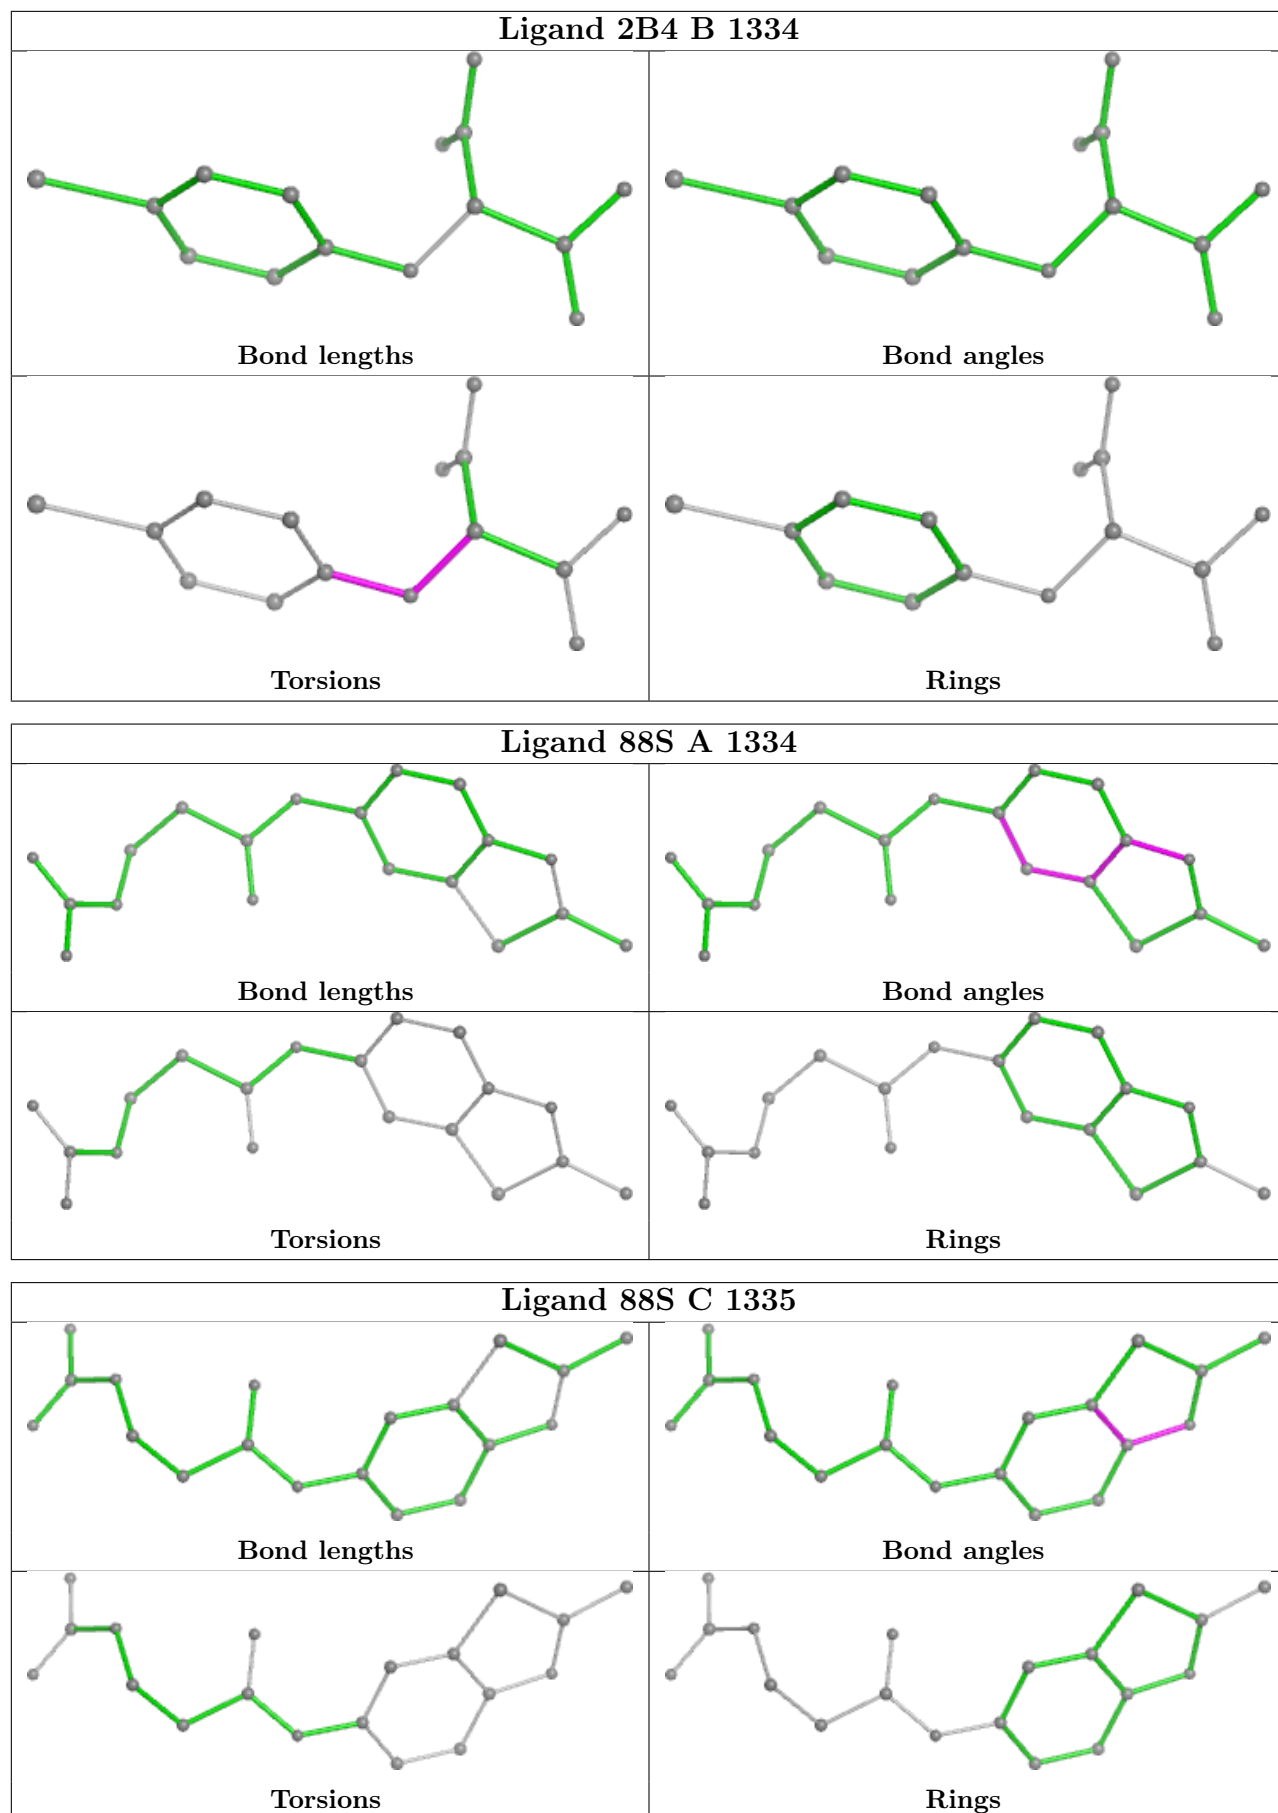 Ligand 2B4 B 1334
Bond lengths
Bond angles
Torsions
Rings
Ligand 88S A 1334
Bond lengths
Bond angles
Torsions
Rings
Ligand 88S C 1335
Bond lengths
Bond angles
Torsions
Rings